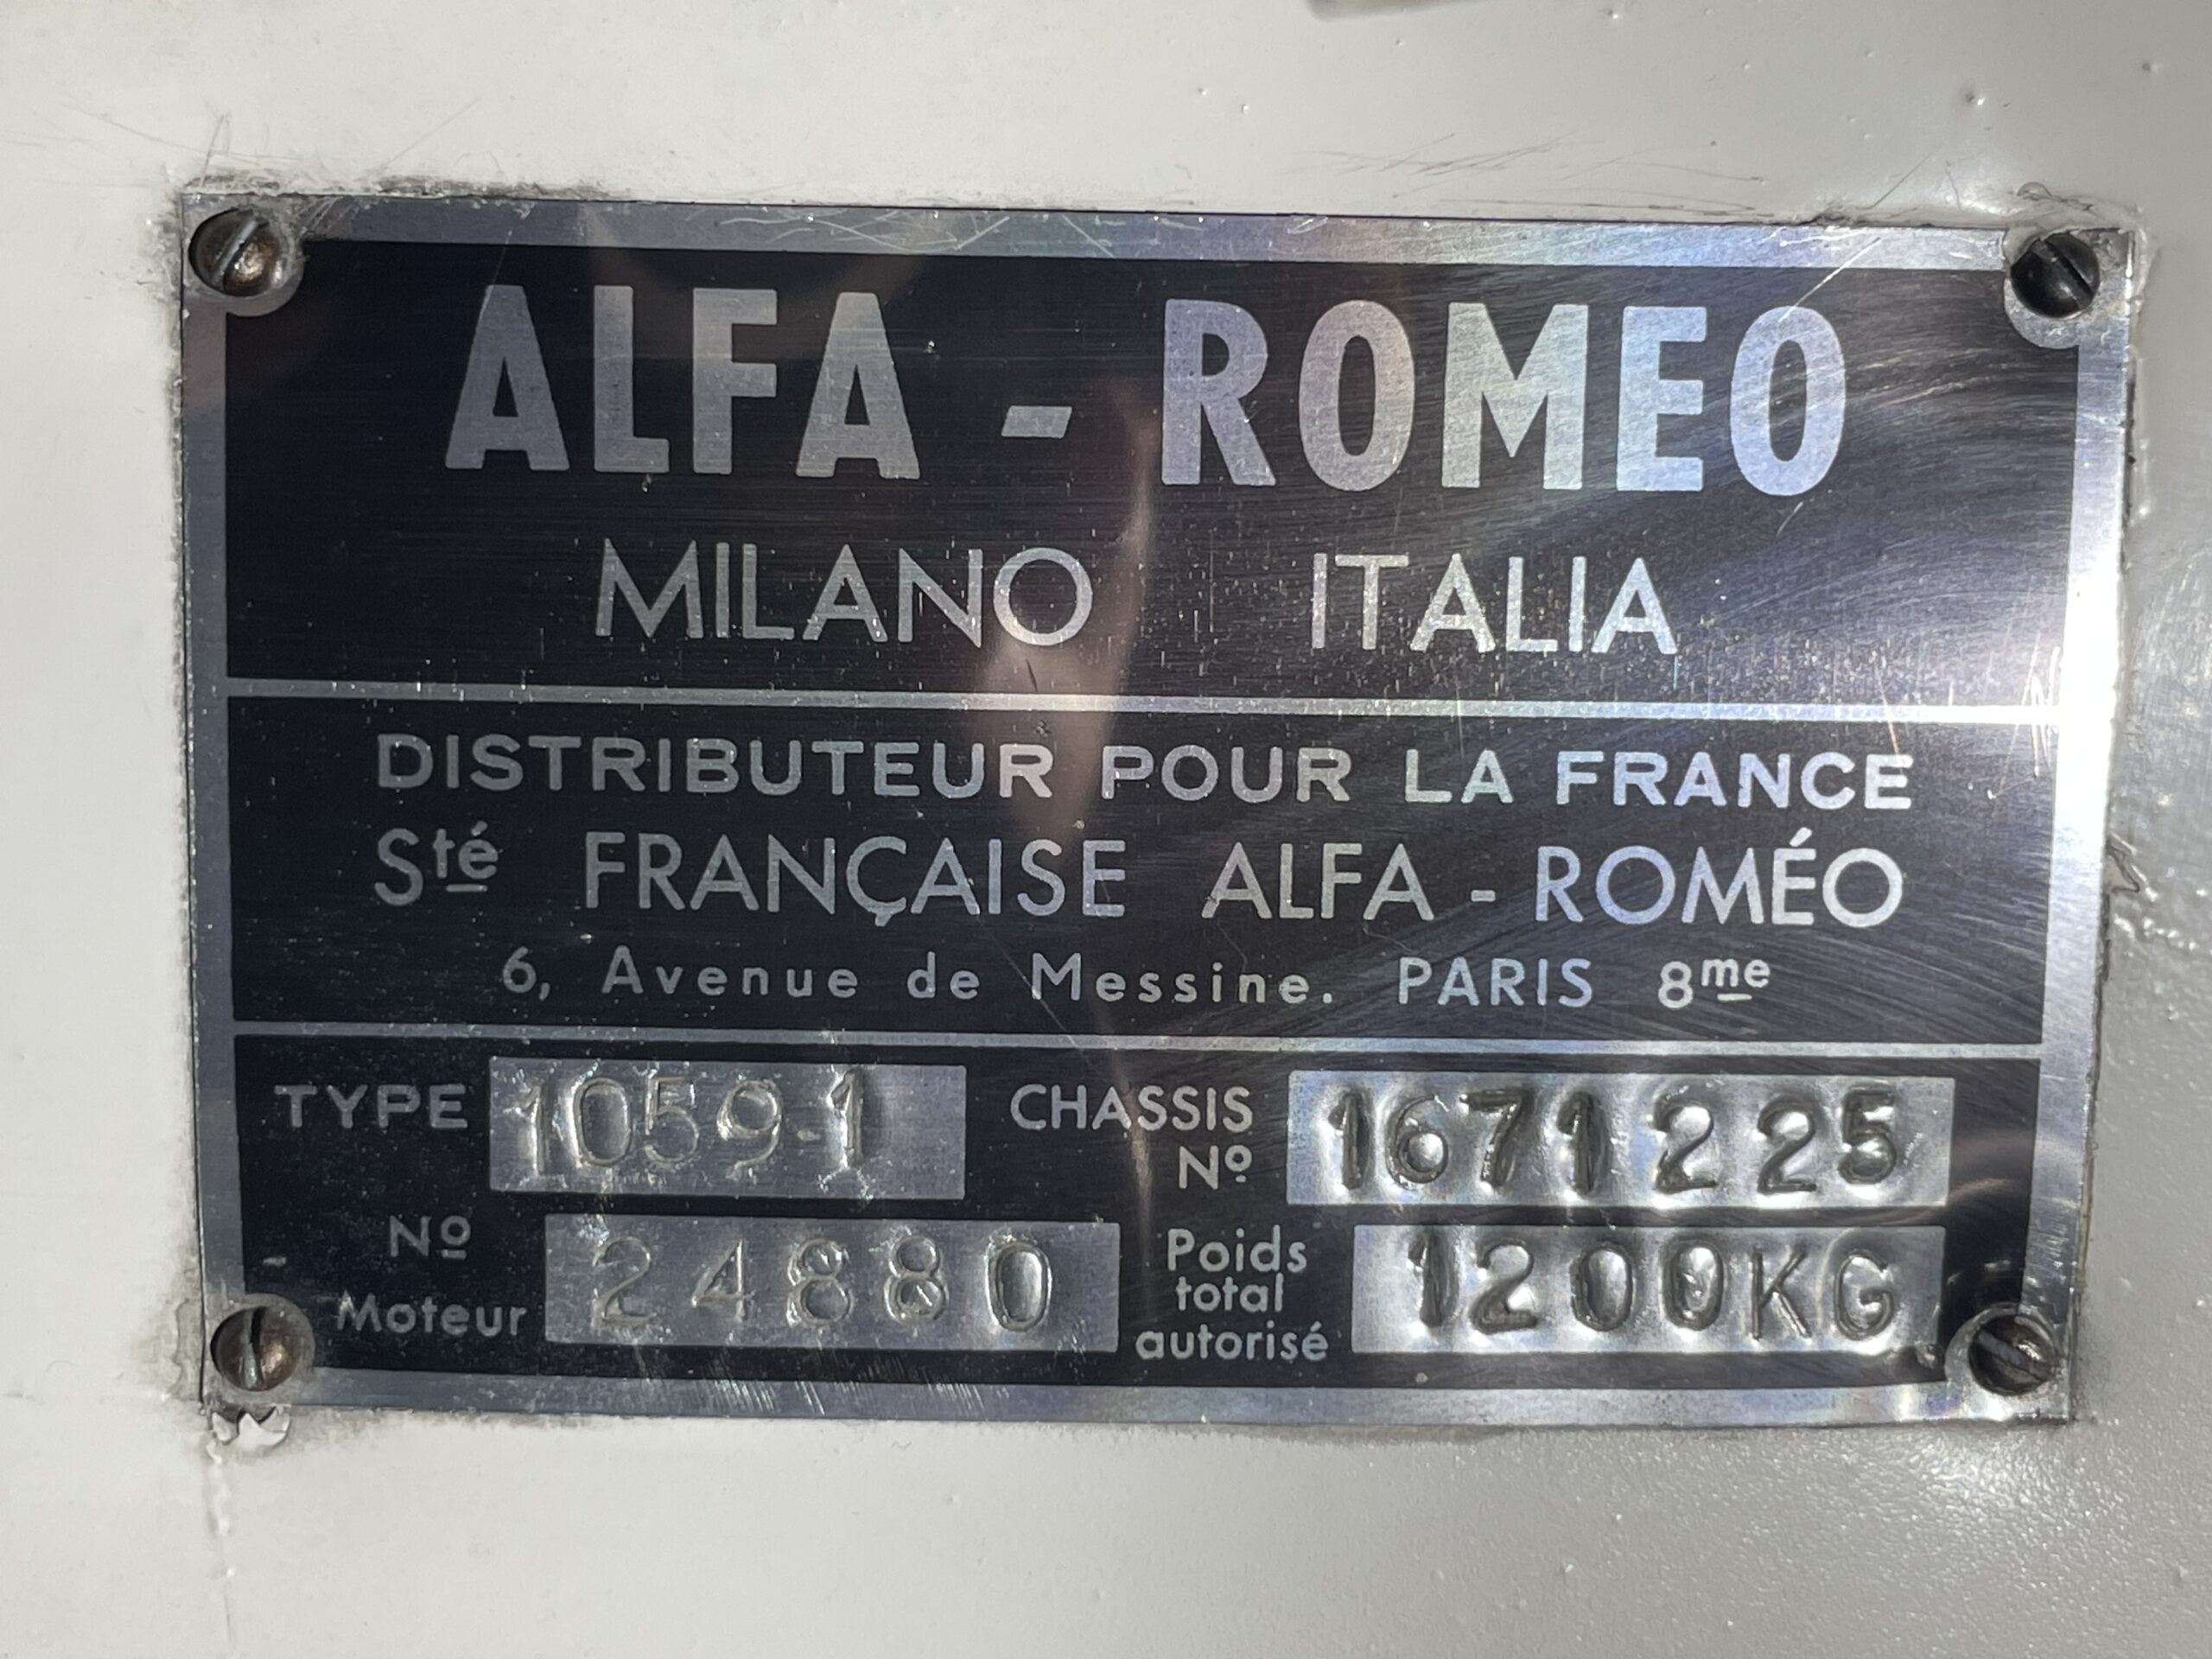 ALFA - ROMEO
MILANO ITALIA
DISTRIBUTEUR POUR LA FRANCE
Sté FRANÇAISE ALFA - ROMÉO
6, Avenue de Messine. PARIS 8me
TYPE 1059-1 CHASSIS Nº 1671225
Nº Moteur 24880 Poids total autorisé 1200KG